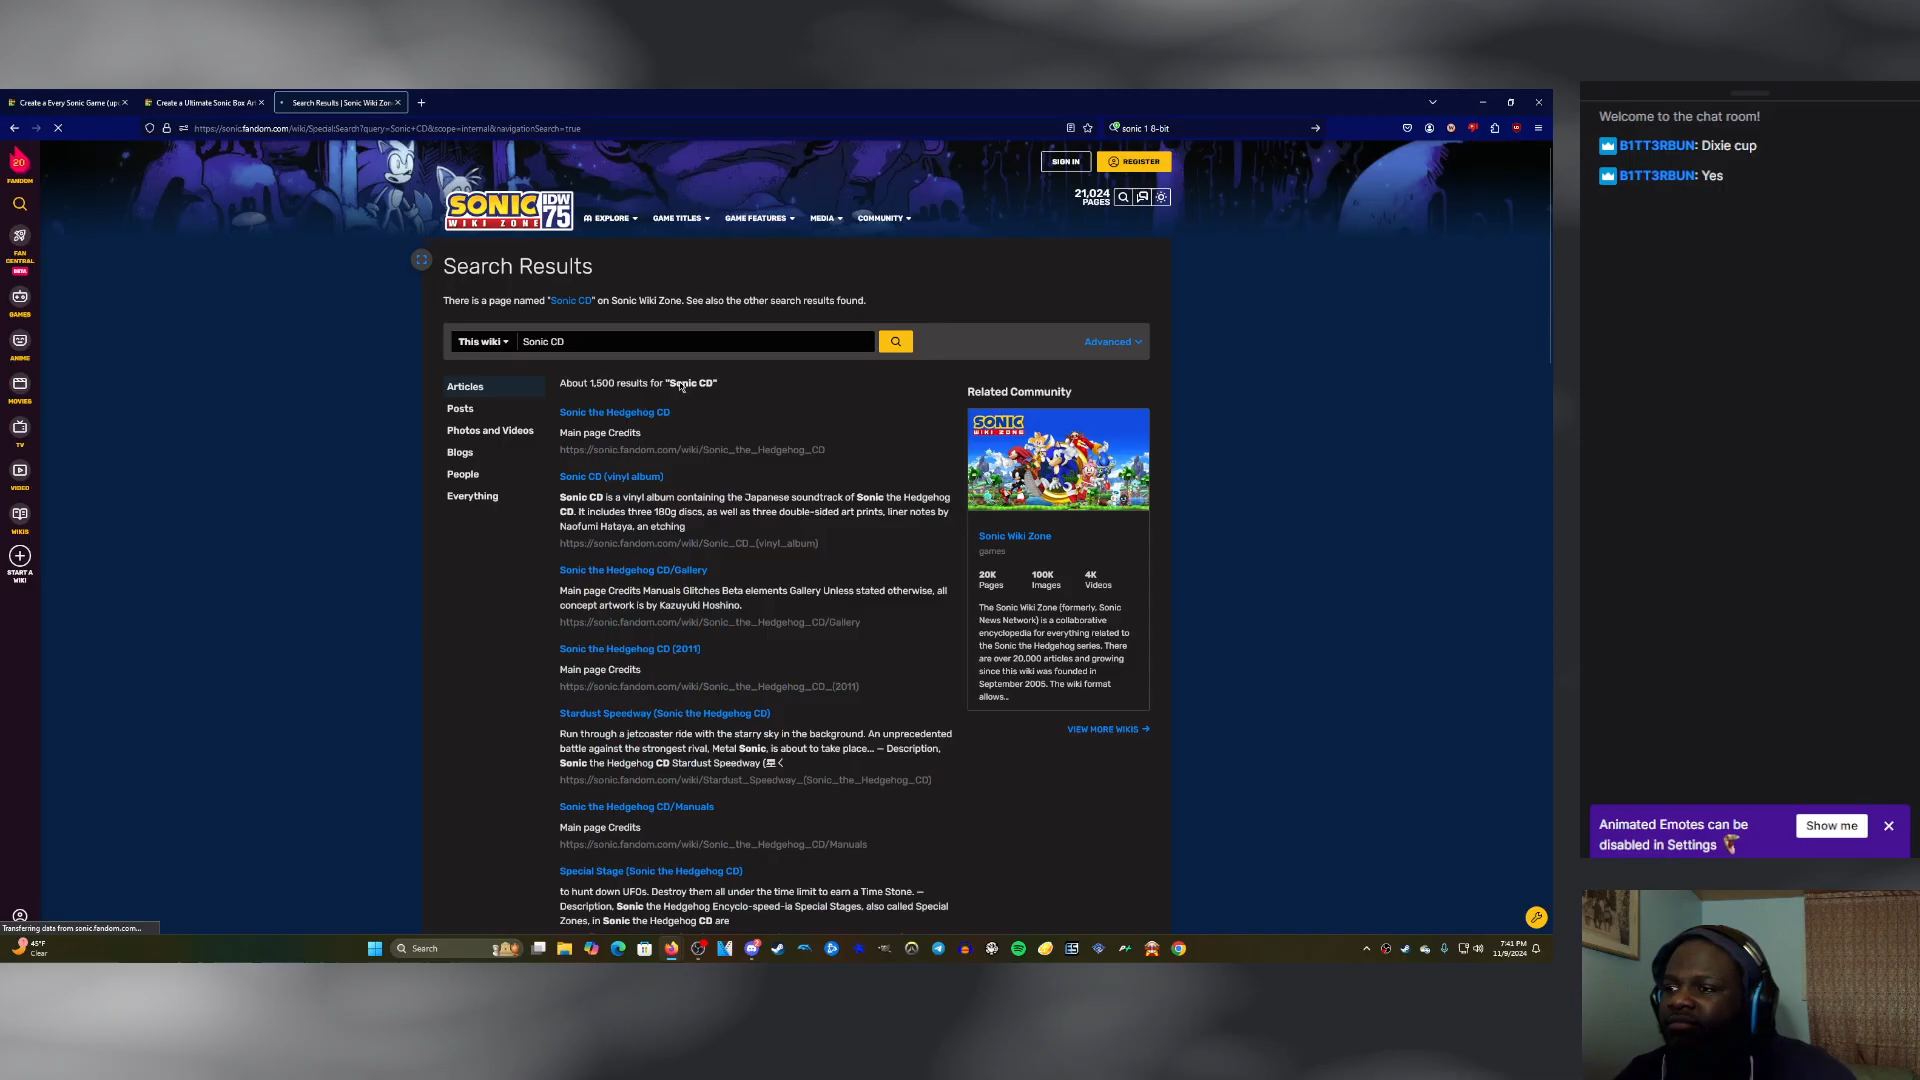 Create a Every Sonic Game (up
Create a Ultimate Sonic Box Art
Search Results | Sonic Wiki Zon
https://sonic.fandom.com/wiki/Special:Search?query=Sonic+CD&scope=internal&navigationSearch=true
sonic 1 8-bit
20
FANDOM
FAN CENTRAL
BETA
GAMES
ANIME
MOVIES
TV
VIDEO
WIKIS
START A WIKI
SIGN IN
REGISTER
21,024
PAGES
SONIC IDW 75
WIKI ZONE
EXPLORE
GAME TITLES
GAME FEATURES
MEDIA
COMMUNITY
Search Results
There is a page named "Sonic CD" on Sonic Wiki Zone. See also the other search results found.
This wiki
Sonic CD
Advanced
Articles
Posts
Photos and Videos
Blogs
People
Everything
About 1,500 results for "Sonic CD"
Sonic the Hedgehog CD
Main page Credits
https://sonic.fandom.com/wiki/Sonic_the_Hedgehog_CD
Sonic CD (vinyl album)
Sonic CD is a vinyl album containing the Japanese soundtrack of Sonic the Hedgehog
CD. It includes three 180g discs, as well as three double-sided art prints, liner notes by
Naofumi Hataya, an etching
https://sonic.fandom.com/wiki/Sonic_CD_(vinyl_album)
Sonic the Hedgehog CD/Gallery
Main page Credits Manuals Glitches Beta elements Gallery Unless stated otherwise, all
concept artwork is by Kazuyuki Hoshino.
https://sonic.fandom.com/wiki/Sonic_the_Hedgehog_CD/Gallery
Sonic the Hedgehog CD (2011)
Main page Credits
https://sonic.fandom.com/wiki/Sonic_the_Hedgehog_CD_(2011)
Stardust Speedway (Sonic the Hedgehog CD)
Run through a jetcoaster ride with the starry sky in the background. An unprecedented
battle against the strongest rival, Metal Sonic, is about to take place... — Description,
Sonic the Hedgehog CD Stardust Speedway
https://sonic.fandom.com/wiki/Stardust_Speedway_(Sonic_the_Hedgehog_CD)
Sonic the Hedgehog CD/Manuals
Main page Credits
https://sonic.fandom.com/wiki/Sonic_the_Hedgehog_CD/Manuals
Special Stage (Sonic the Hedgehog CD)
to hunt down UFOs. Destroy them all under the time limit to earn a Time Stone. —
Description, Sonic the Hedgehog Encyclo-speed-ia Special Stages, also called Special
Zones, in Sonic the Hedgehog CD are
Related Community
SONIC
WIKI ZONE
Sonic Wiki Zone
games
20K
Pages
100K
Images
4K
Videos
The Sonic Wiki Zone (formerly, Sonic
News Network) is a collaborative
encyclopedia for everything related to
the Sonic the Hedgehog series. There
are over 20,000 articles and growing
since this wiki was founded in
September 2005. The wiki format
allows...
VIEW MORE WIKIS
Transferring data from sonic.fandom.com...
45°F
Clear
Search
7:41 PM
11/9/2024
Welcome to the chat room!
B1TT3RBUN: Dixie cup
B1TT3RBUN: Yes
Animated Emotes can be
disabled in Settings
Show me